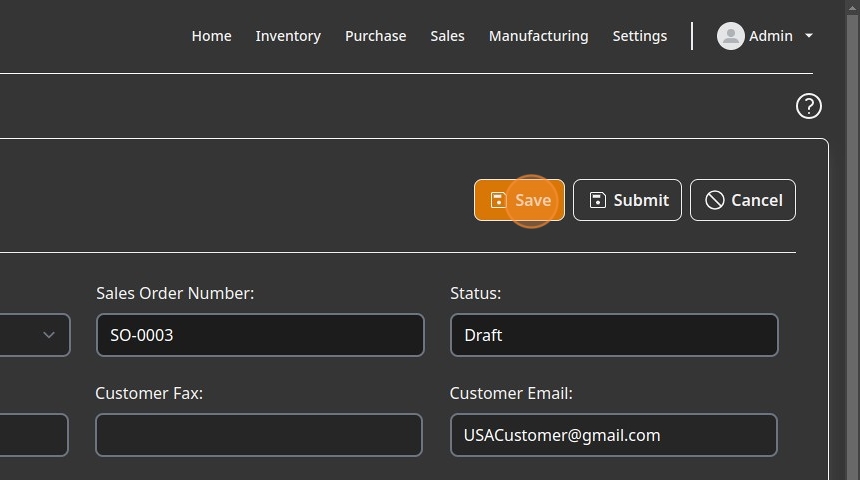 Home Inventory Purchase Sales Manufacturing Settings Admin
?
Save Submit Cancel
Sales Order Number: Status:
SO-0003 Draft
Customer Fax: Customer Email:
USACustomer@gmail.com